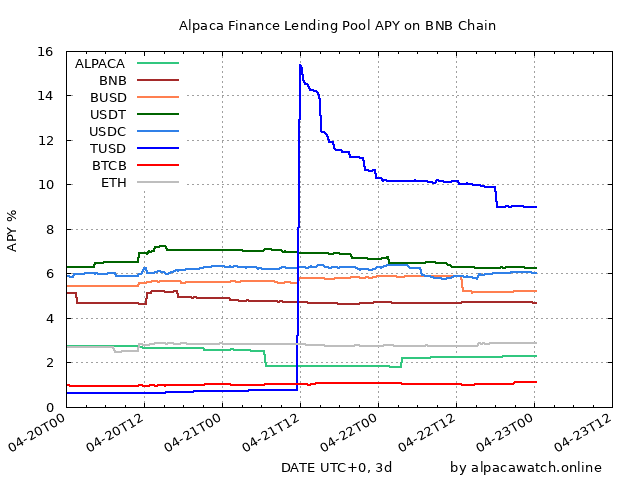 Alpaca Finance Lending Pool APY on BNB Chain
16
14
12
10
8
6
4
2
0
APY %
ALPACA
BNB
BUSD
USDT
USDC
TUSD
BTCB
ETH
04-20T00
04-20T12
04-21T00
04-21T12
04-22T00
04-22T12
04-23T00
04-23T12
DATE UTC+0, 3d
by alpacawatch.online